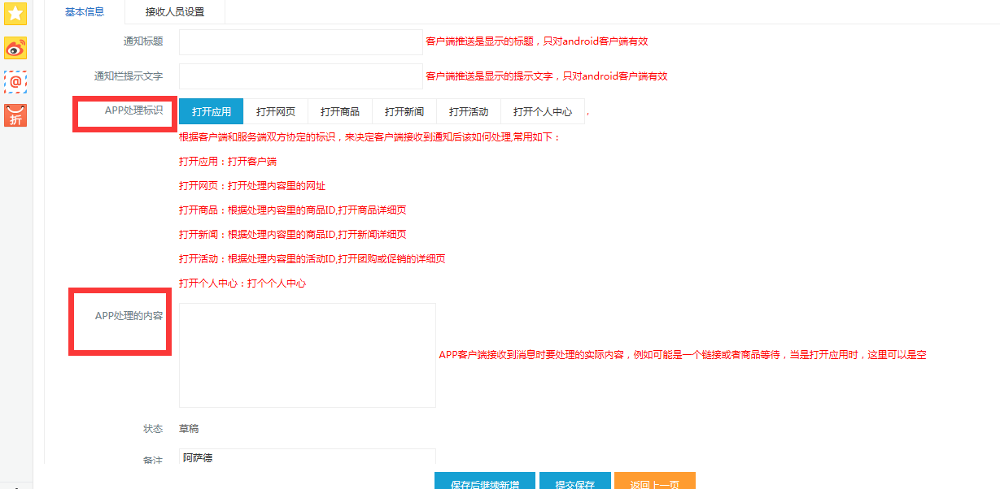 基本信息 接收人员设置
通知标题 客户端推送是显示的标题，只对android客户端有效
通知栏提示文字 客户端推送是显示的提示文字，只对android客户端有效
APP处理标识 打开应用 打开网页 打开商品 打开新闻 打开活动 打开个人中心 ，
根据客户端和服务端双方协定的标识，来决定客户端接收到通知后该如何处理,常用如下：
打开应用：打开客户端
打开网页：打开处理内容里的网址
打开商品：根据处理内容里的商品ID,打开商品详细页
打开新闻：根据处理内容里的商品ID,打开新闻详细页
打开活动：根据处理内容里的活动ID,打开团购或促销的详细页
打开个人中心：打个个人中心
APP处理的内容
APP客户端接收到消息时要处理的实际内容，例如可能是一个链接或者商品等待，当是打开应用时，这里可以是空
状态 草稿
备注 阿萨德
保存后继续新增 提交保存 返回上一页
@
折